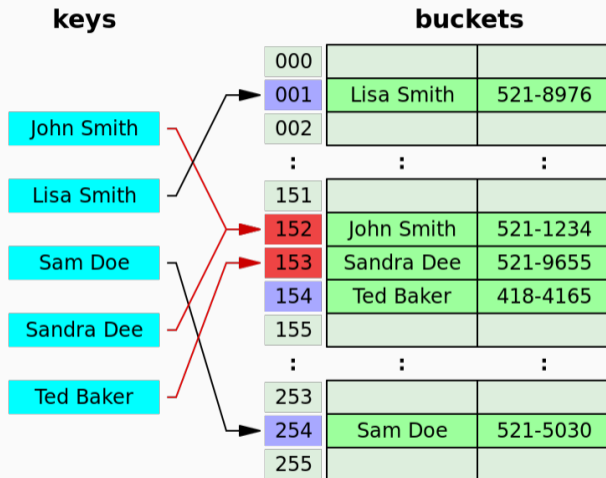 keys buckets
000
001 Lisa Smith 521-8976
John Smith 002
: : :
Lisa Smith 151
152 John Smith 521-1234
Sam Doe 153 Sandra Dee 521-9655
154 Ted Baker 418-4165
Sandra Dee 155
: : :
Ted Baker 253
254 Sam Doe 521-5030
255